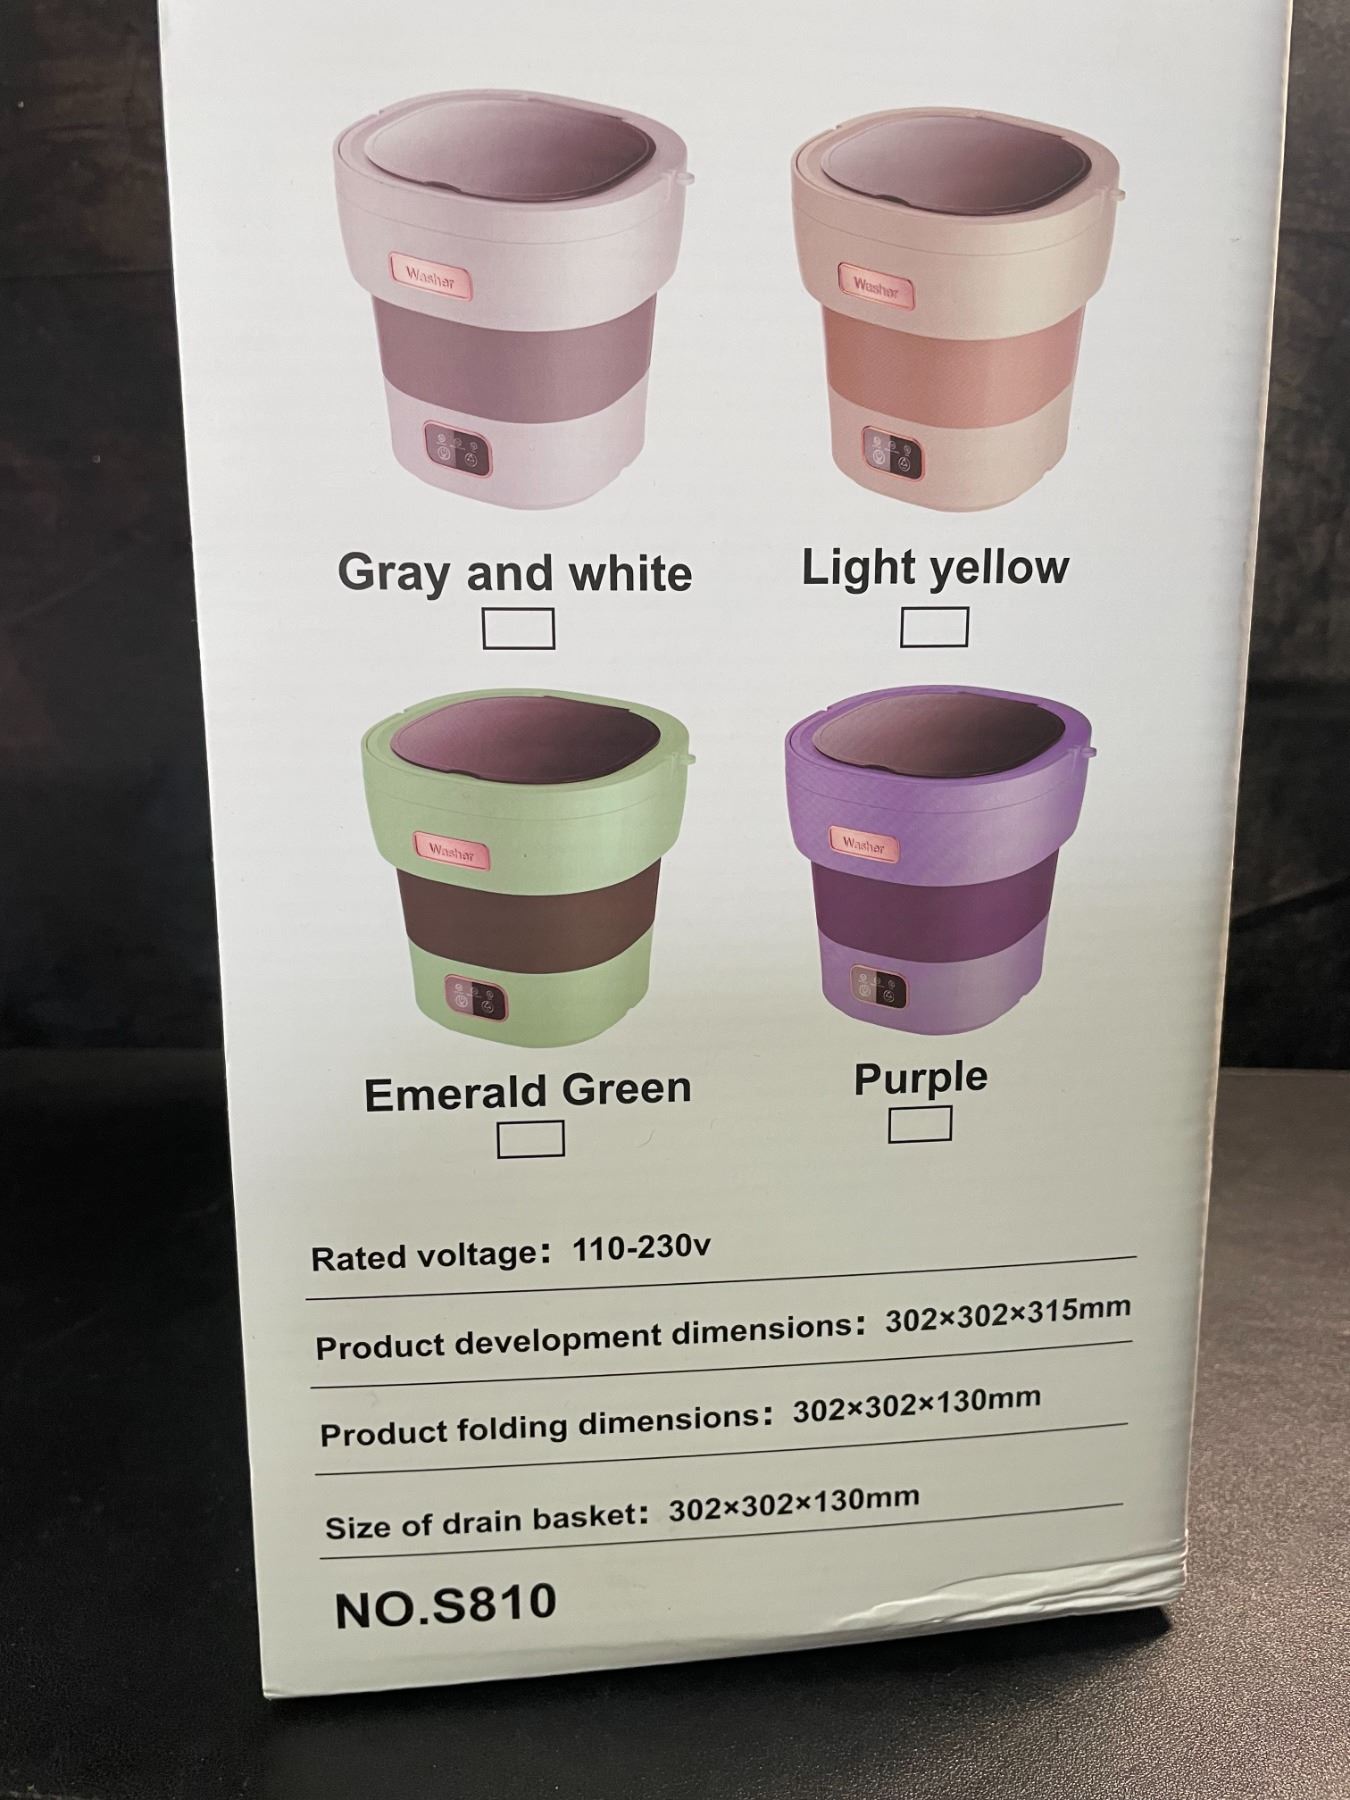 Washer
Washer
Gray and white
Light yellow
Washer
Washer
Emerald Green
Purple
Rated voltage: 110-230v
Product development dimensions: 302×302×315mm
Product folding dimensions: 302×302×130mm
Size of drain basket: 302×302×130mm
NO.S810